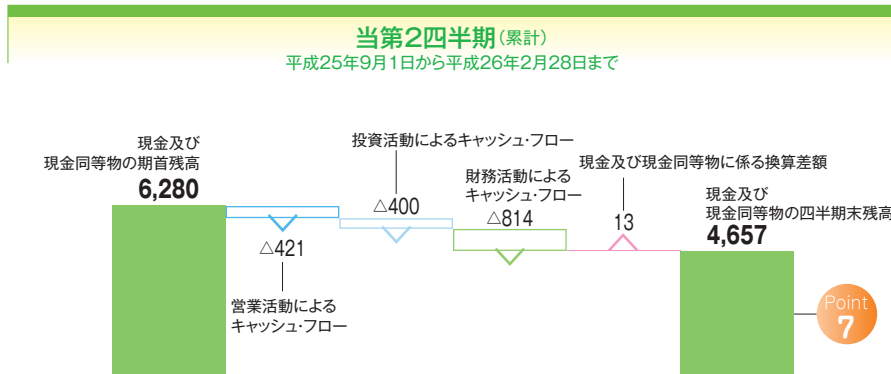 当第2四半期(累計)
平成25年9月1日から平成26年2月28日まで
現金及び
現金同等物の期首残高
6,280
△421
営業活動による
キャッシュ・フロー
投資活動によるキャッシュ・フロー
△400
財務活動による
キャッシュ・フロー
△814
現金及び現金同等物に係る換算差額
13
現金及び
現金同等物の四半期末残高
4,657
Point
7